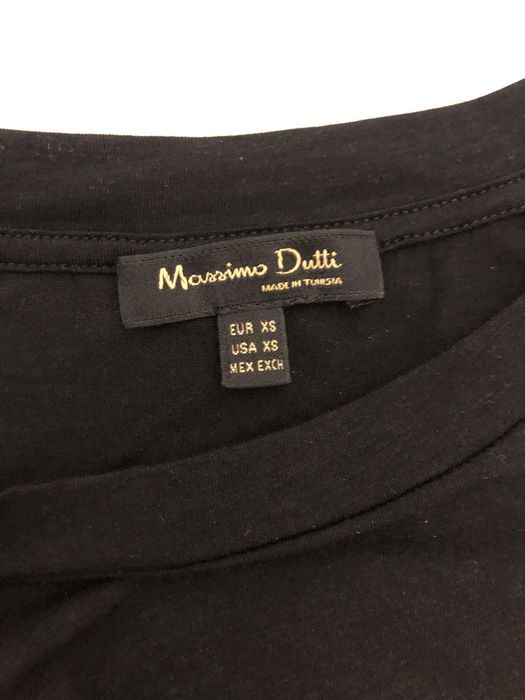 Massimo Dutti
MADE IN TUNISIA
EUR XS
USA XS
MEX EXCH